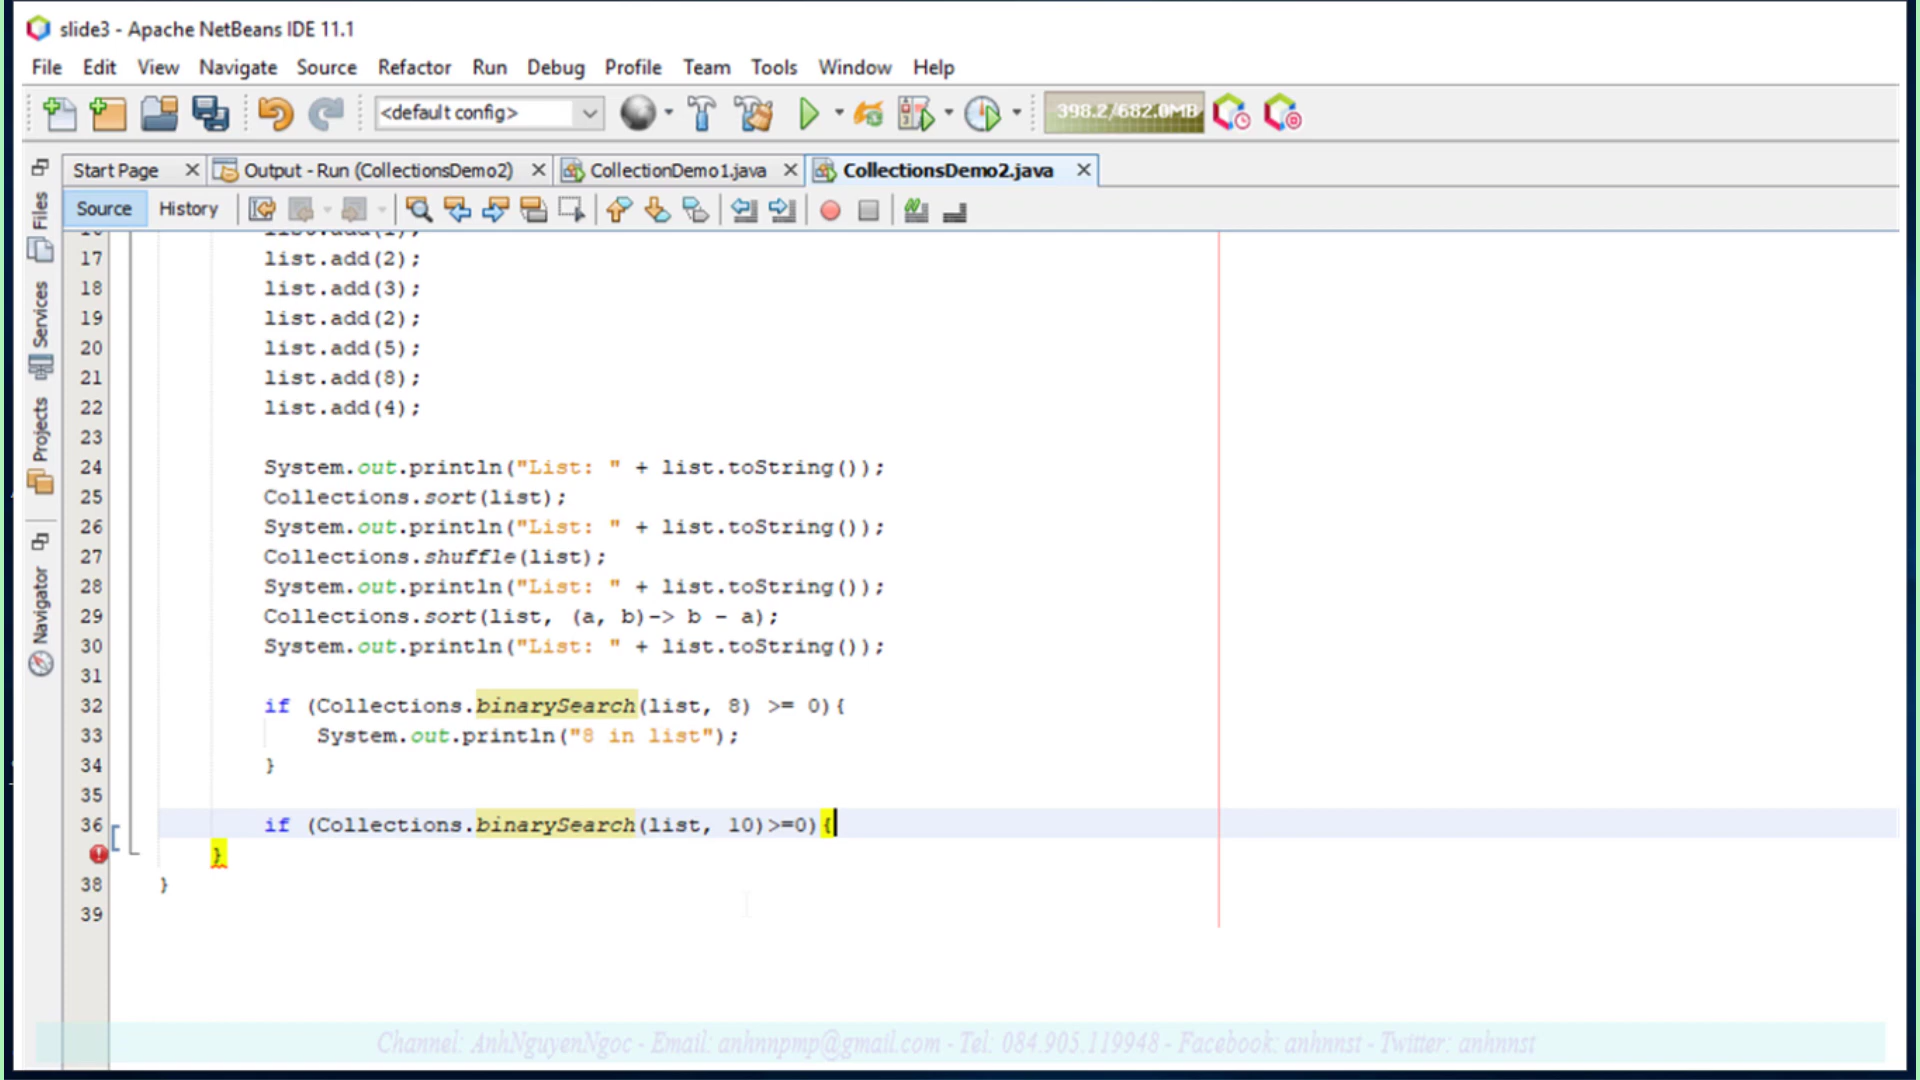 slide3 - Apache NetBeans IDE 11.1
File Edit View Navigate Source Refactor Run Debug Profile Team Tools Window Help
<default config> 398.2/682.0MB
Start Page Output - Run (CollectionsDemo2) CollectionDemo1.java CollectionsDemo2.java
Source History
Files
Services
Projects
Navigator
17 list.add(2);
18 list.add(3);
19 list.add(2);
20 list.add(5);
21 list.add(8);
22 list.add(4);
23
24 System.out.println("List: " + list.toString());
25 Collections.sort(list);
26 System.out.println("List: " + list.toString());
27 Collections.shuffle(list);
28 System.out.println("List: " + list.toString());
29 Collections.sort(list, (a, b)-> b - a);
30 System.out.println("List: " + list.toString());
31
32 if (Collections.binarySearch(list, 8) >= 0){
33 System.out.println("8 in list");
34 }
35
36 if (Collections.binarySearch(list, 10)>=0){
}
38 }
39
Channel: AnhNguyenNgoc - Email: anhnnpmp@gmail.com - Tel: 084.905.119948 - Facebook: anhnnst - Twitter: anhnnst